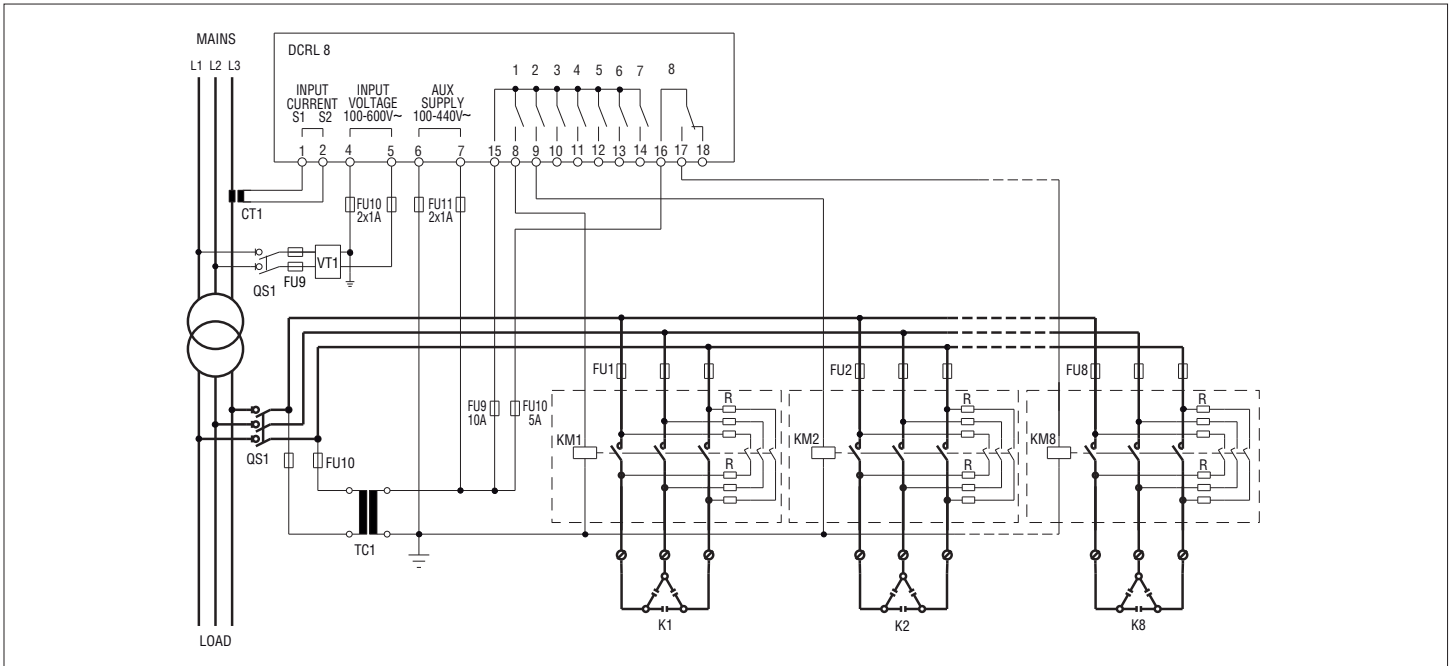 MAINS
L1 L2 L3
DCRL 8
INPUT CURRENT
S1 S2
INPUT VOLTAGE
100-600V~
AUX SUPPLY
100-440V~
1 2 3 4 5 6 7 8
1 2 4 5 6 7 15 8 9 10 11 12 13 14 16 17 18
CT1
FU10
2x1A
FU11
2x1A
VT1
FU9
QS1
FU1
FU2
FU8
FU9
10A
FU10
5A
R
R
R
KM1
KM2
KM8
QS1
FU10
R
R
R
TC1
K1
K2
K8
LOAD